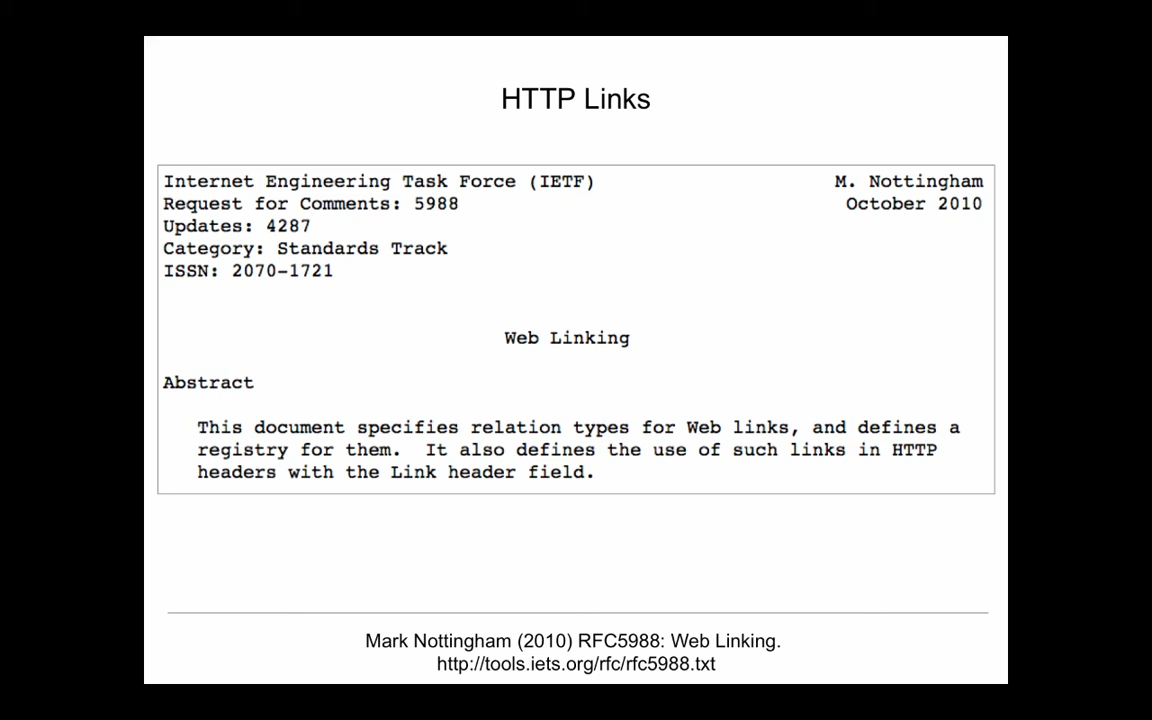 HTTP Links
Internet Engineering Task Force (IETF) M. Nottingham
Request for Comments: 5988 October 2010
Updates: 4287
Category: Standards Track
ISSN: 2070-1721
Web Linking
Abstract
This document specifies relation types for Web links, and defines a
registry for them. It also defines the use of such links in HTTP
headers with the Link header field.
Mark Nottingham (2010) RFC5988: Web Linking.
http://tools.iets.org/rfc/rfc5988.txt